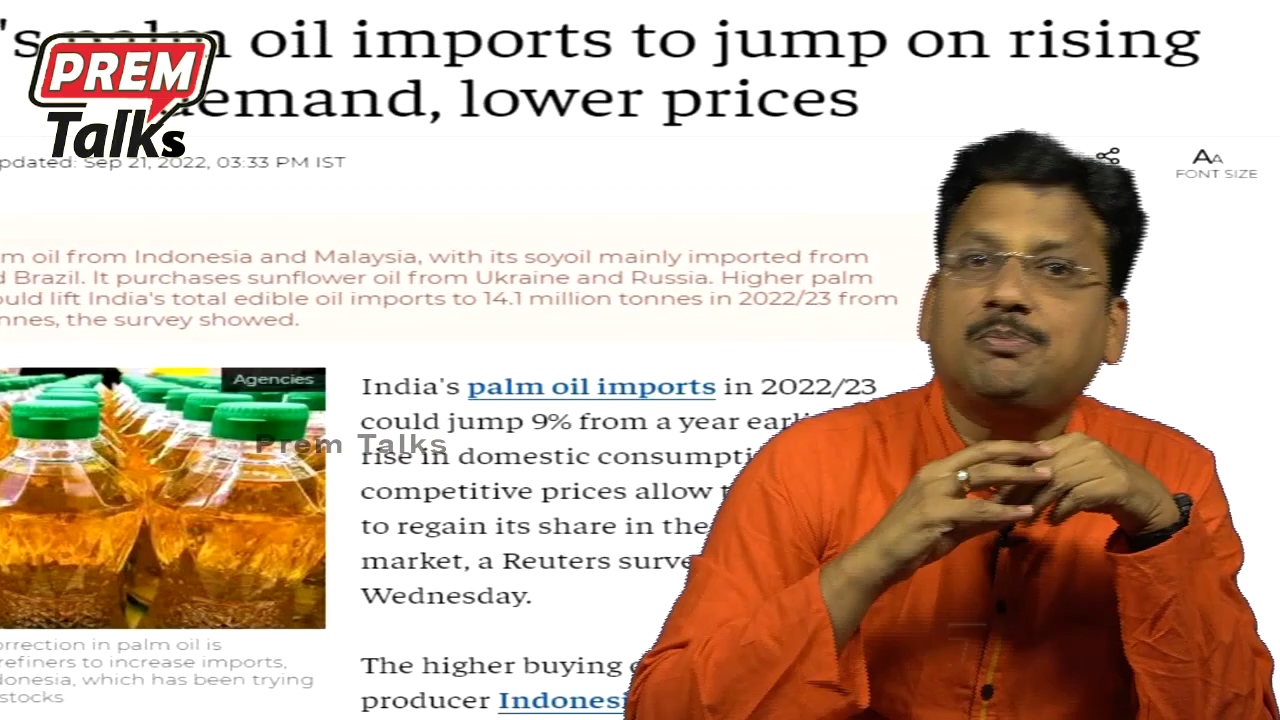 's palm oil imports to jump on rising
demand, lower prices
PREM
Talks
pdated: Sep 21, 2022, 03:33 PM IST
AA
FONT SIZE
m oil from Indonesia and Malaysia, with its soyoil mainly imported from
d Brazil. It purchases sunflower oil from Ukraine and Russia. Higher palm
ould lift India's total edible oil imports to 14.1 million tonnes in 2022/23 from
nnes, the survey showed.
Agencies
orrection in palm oil is
refiners to increase imports,
donesia, which has been trying
stocks
India's palm oil imports in 2022/23
could jump 9% from a year earli
rise in domestic consumpti
competitive prices allow t
to regain its share in the
market, a Reuters surve
Wednesday.
The higher buying
producer Indonesi
Prem Talks